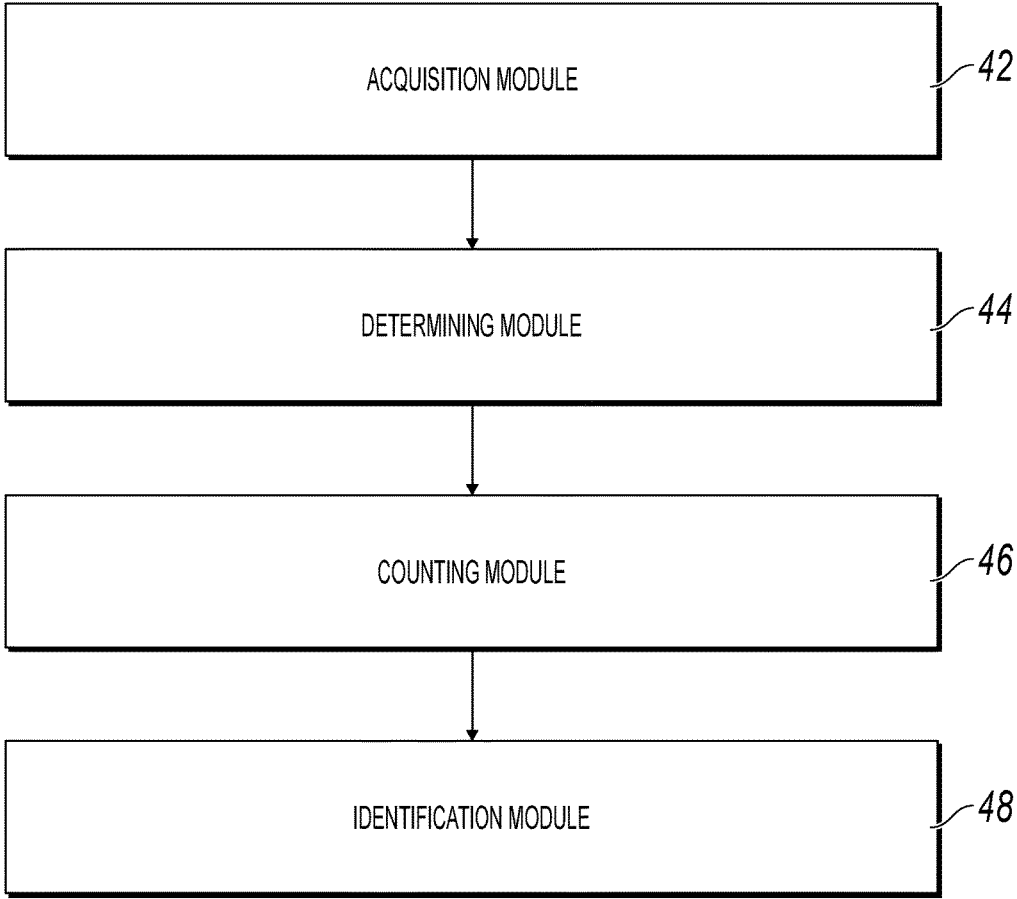 ACQUISITION MODULE
42
DETERMINING MODULE
44
COUNTING MODULE
46
IDENTIFICATION MODULE
48